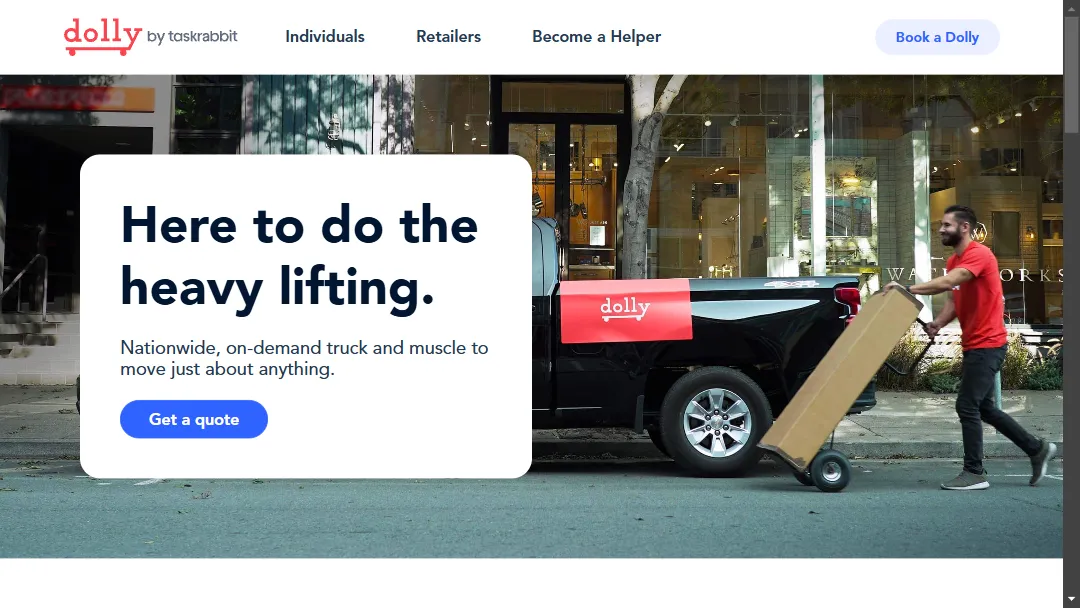 dolly by taskrabbit
Individuals
Retailers
Become a Helper
Book a Dolly
Here to do the
heavy lifting.
Nationwide, on-demand truck and muscle to
move just about anything.
Get a quote
dolly